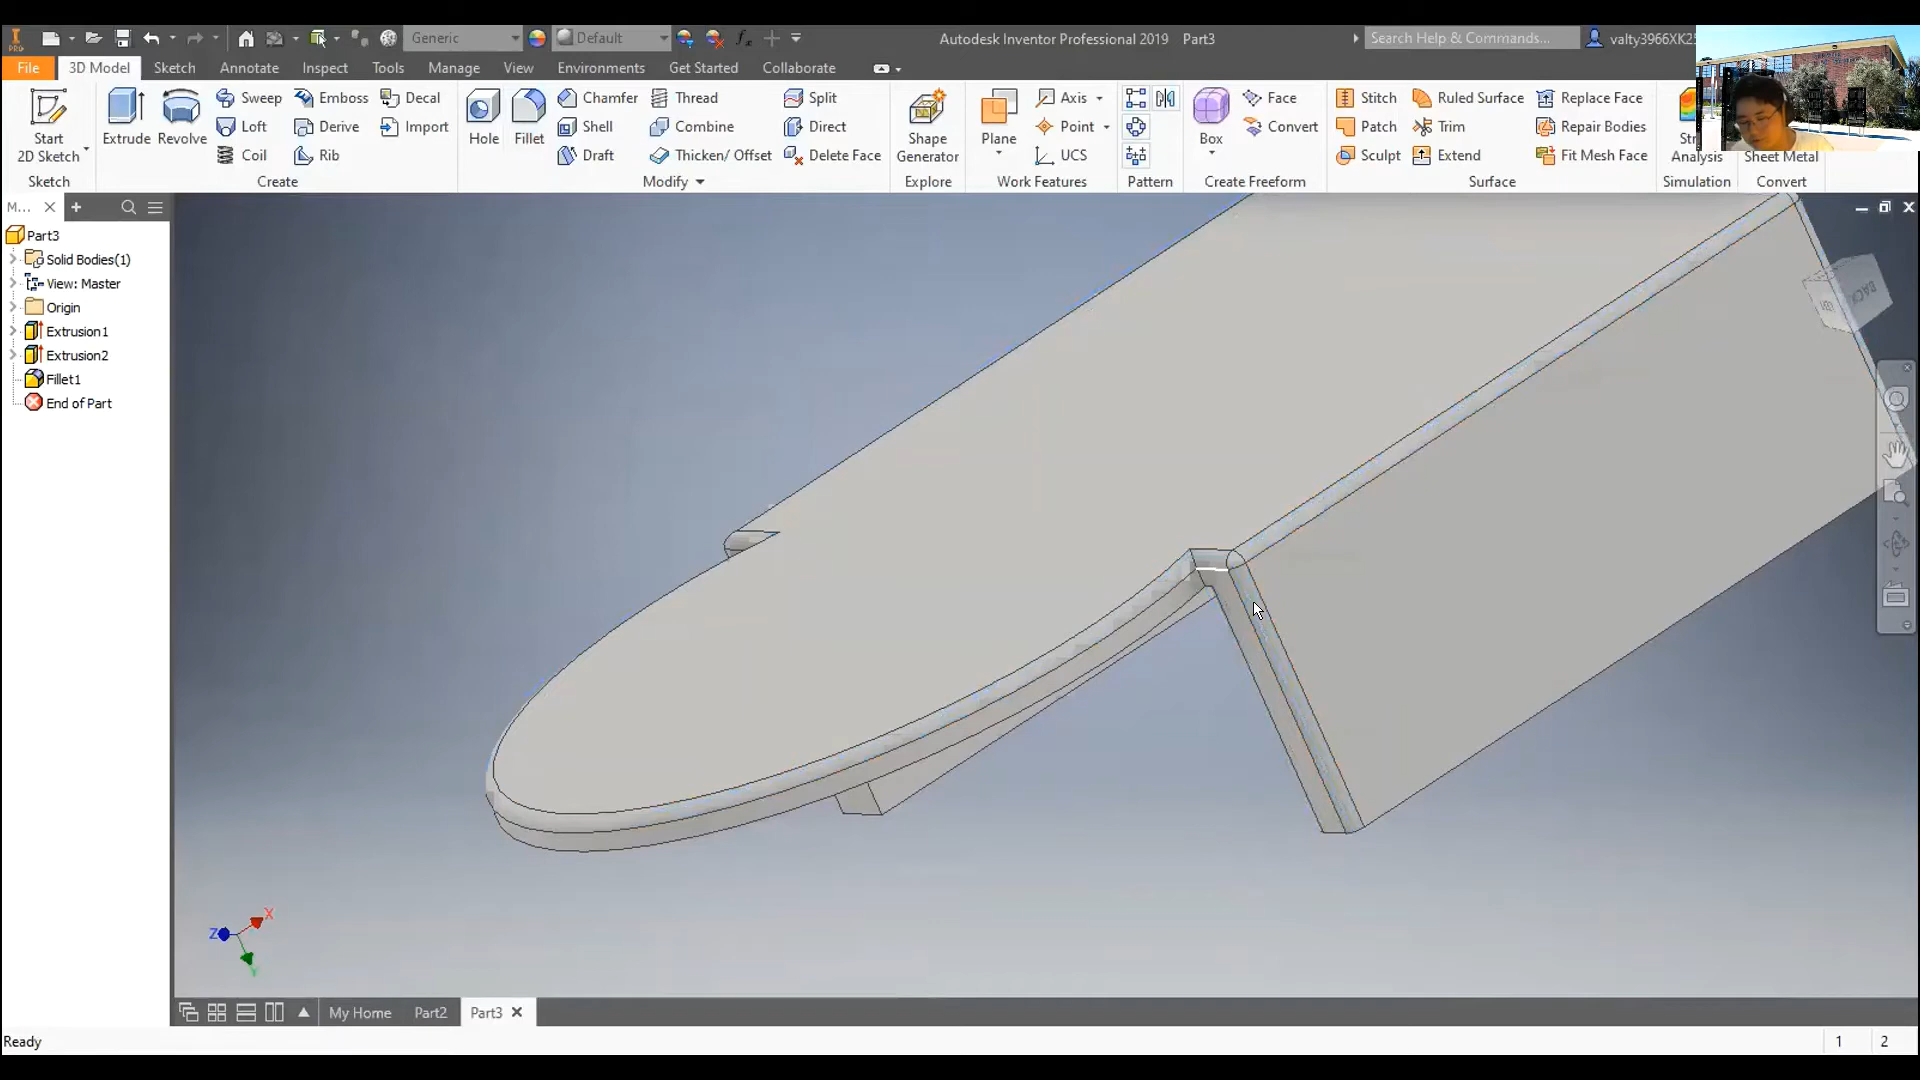 PRO
Generic
Default
fx
Autodesk Inventor Professional 2019 Part3
Search Help & Commands...
File 3D Model Sketch Annotate Inspect Tools Manage View Environments Get Started Collaborate
Start
2D Sketch
Extrude
Revolve
Sweep
Loft
Coil
Emboss
Derive
Rib
Decal
Import
Hole
Fillet
Chamfer
Shell
Draft
Thread
Combine
Thicken/ Offset
Split
Direct
Delete Face
Shape
Generator
Plane
Axis
Point
UCS
Box
Face
Convert
Stitch
Patch
Sculpt
Ruled Surface
Trim
Extend
Replace Face
Repair Bodies
Fit Mesh Face
Analysis
Sheet Metal
Sketch Create Modify Explore Work Features Pattern Create Freeform Surface Simulation Convert
M...
Part3
Solid Bodies(1)
View: Master
Origin
Extrusion1
Extrusion2
Fillet1
End of Part
BACK
X
Z
Y
My Home Part2 Part3
Ready
1 2